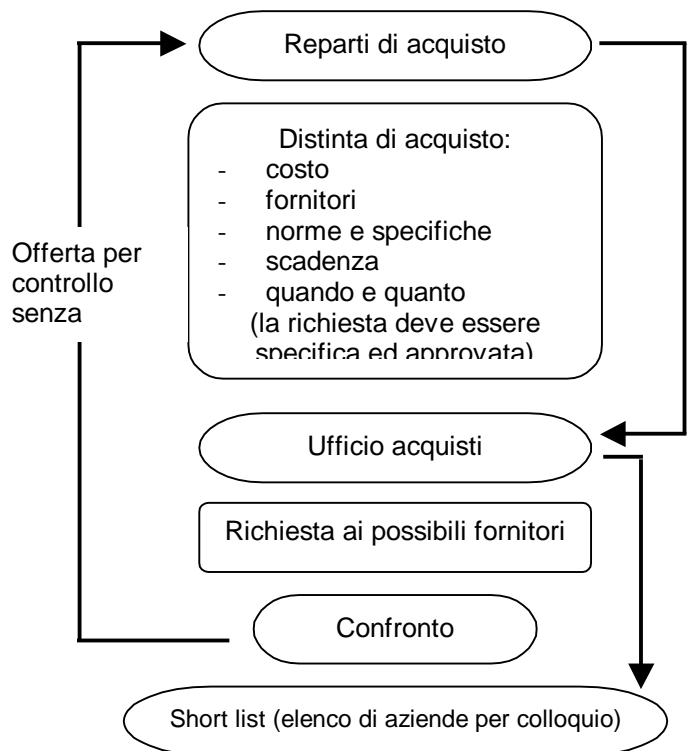 Reparti di acquisto
Distinta di acquisto:
- costo
- fornitori
- norme e specifiche
- scadenza
- quando e quanto
(la richiesta deve essere
specifica ed approvata)
Offerta per
controllo
senza
Ufficio acquisti
Richiesta ai possibili fornitori
Confronto
Short list (elenco di aziende per colloquio)